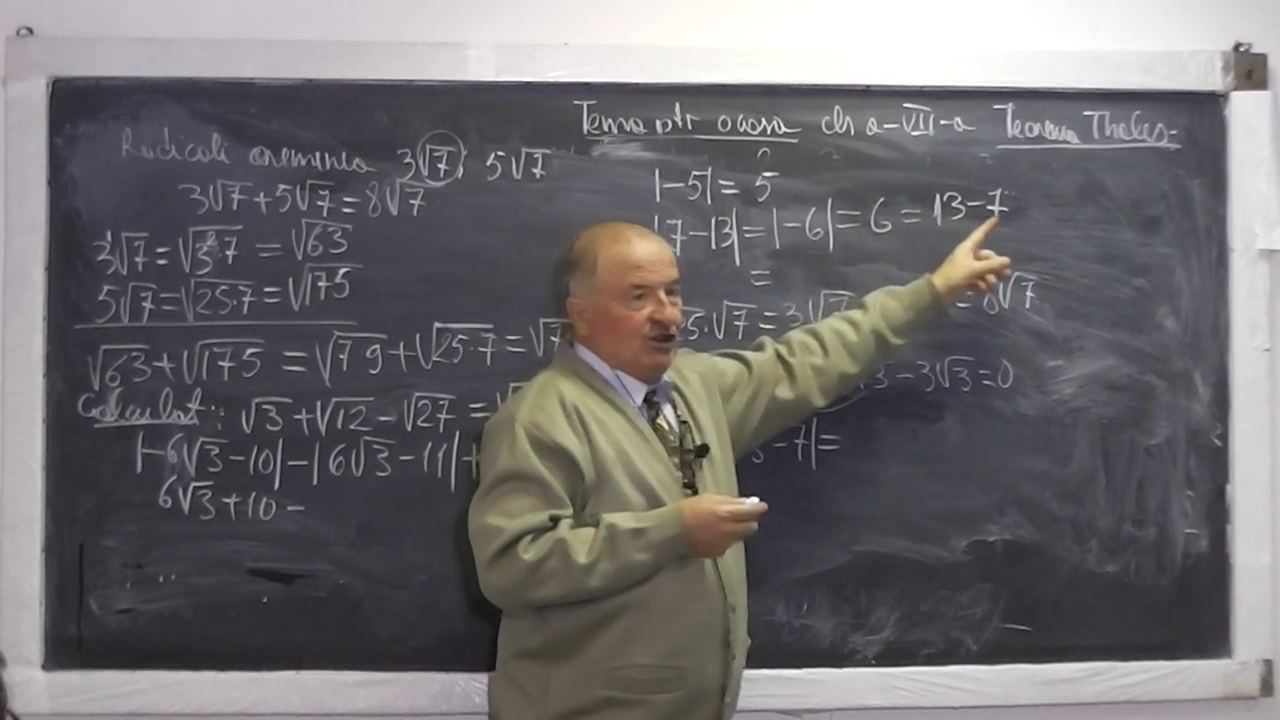 Tema ptr acasa cls a-VII-a Teorema Thales-
Radicali asemenea 3√7; 5√7
3√7+5√7=8√7
|-5|= 5
|7-13|=|-6|= 6 = 13-7
=
3√7=√3²·7 = √63
5√7=√25·7=√175
√63+√175 =√7·9+√25·7=√7 5·√7=3√7 =8√7
Calculat: √3+√12-√27 = -3√3=0
|-6√3-10|-|6√3-11|+ -7|=
6√3+10-